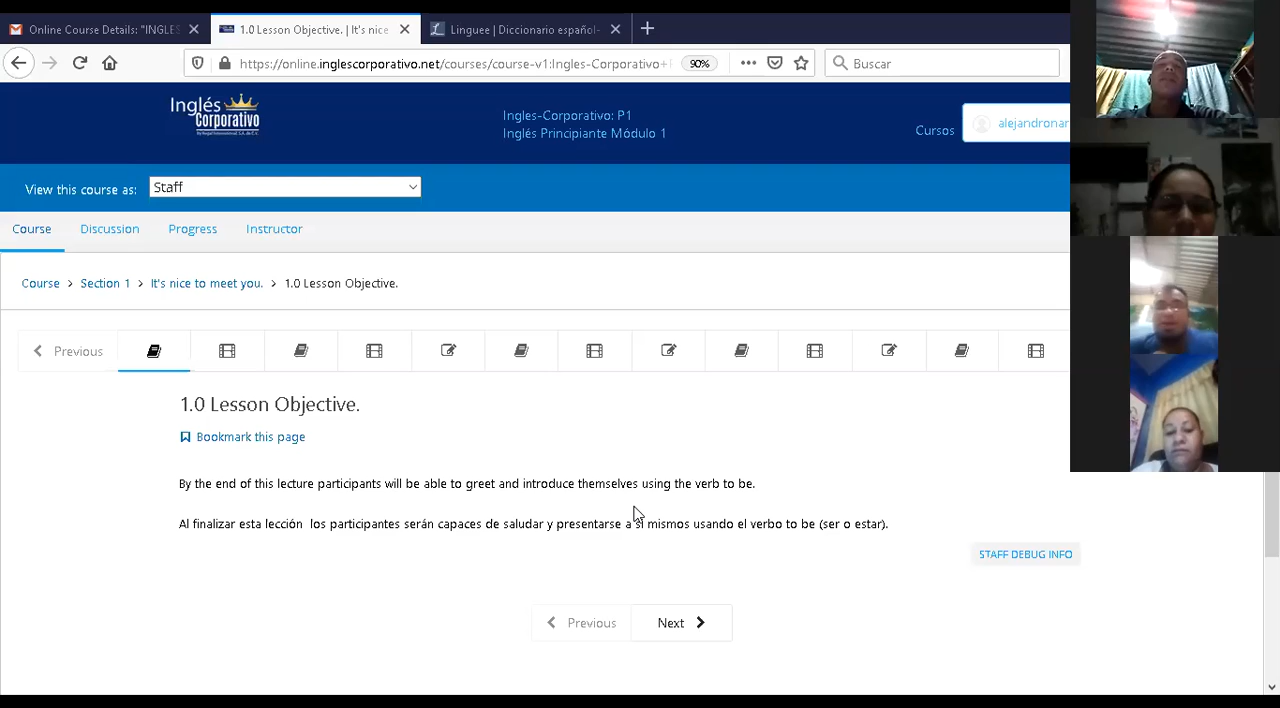 Online Course Details: "INGLES
1.0 Lesson Objective. | It's nice
Linguee | Diccionario español-
https://online.inglescorporativo.net/courses/course-v1:Ingles-Corporativo+
90%
Buscar
Inglés
Corporativo
Ingles-Corporativo: P1
Inglés Principiante Módulo 1
Cursos
alejandronar
View this course as:
Staff
Course
Discussion
Progress
Instructor
Course > Section 1 > It's nice to meet you. > 1.0 Lesson Objective.
Previous
1.0 Lesson Objective.
Bookmark this page
By the end of this lecture participants will be able to greet and introduce themselves using the verb to be.
Al finalizar esta lección los participantes serán capaces de saludar y presentarse a si mismos usando el verbo to be (ser o estar).
STAFF DEBUG INFO
Previous
Next